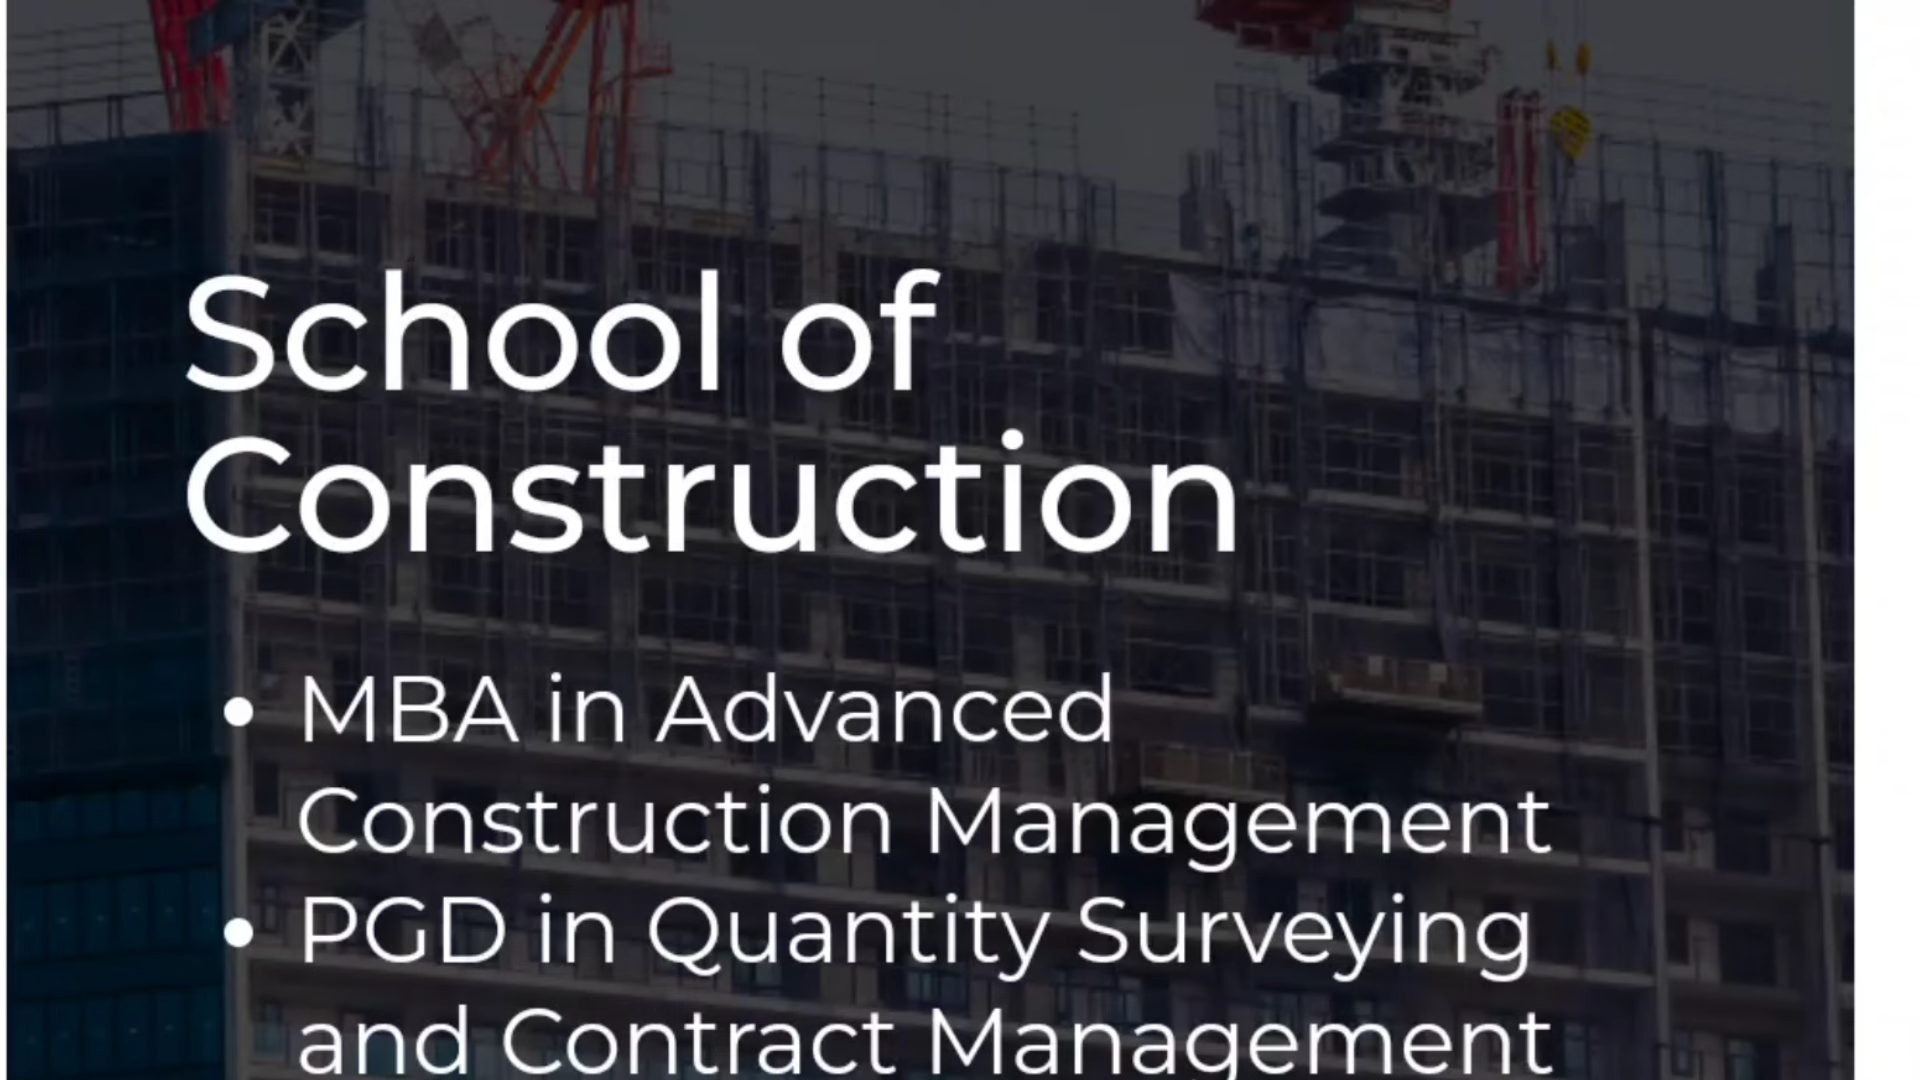 School of
Construction
• MBA in Advanced
Construction Management
• PGD in Quantity Surveying
and Contract Management